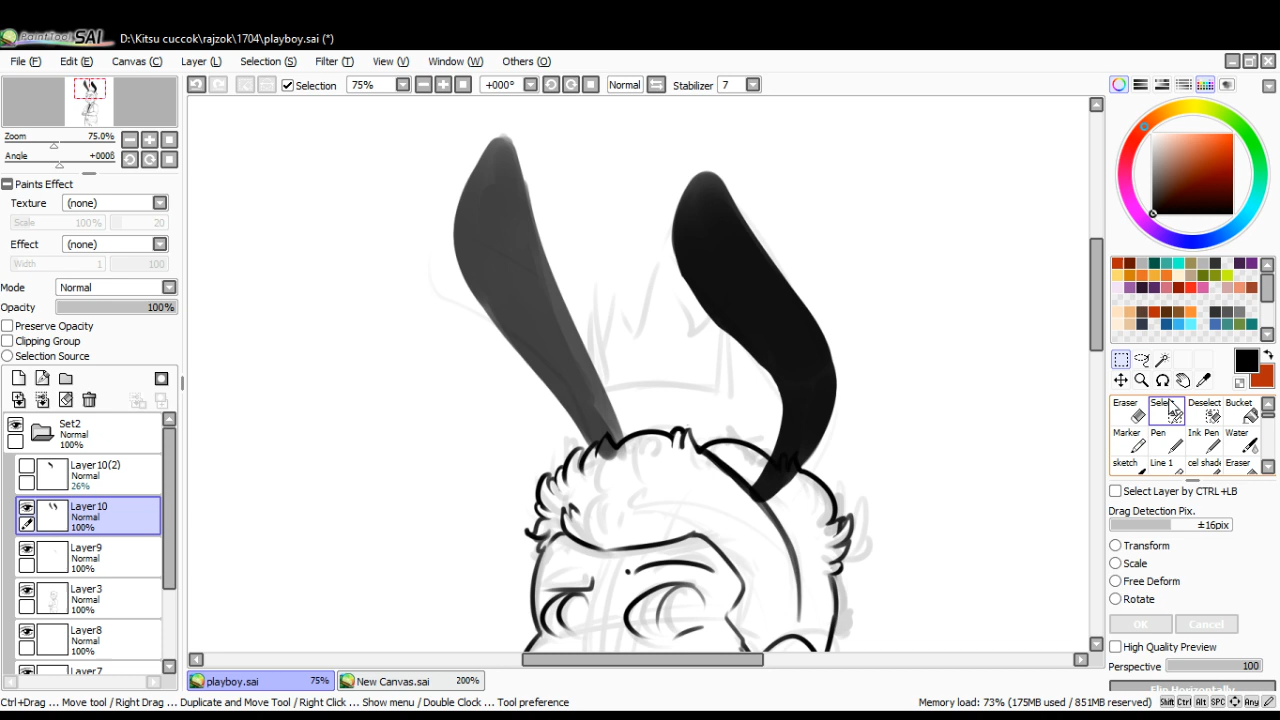 PaintTool SAI D:\Kitsu cuccok\rajzok\1704\playboy.sai (*)
File (F) Edit (E) Canvas (C) Layer (L) Selection (S) Filter (T) View (V) Window (W) Others (O)
Selection 75% +000° Normal Stabilizer 7
Zoom 75.0%
Angle +000§
Paints Effect
Texture (none)
Scale 100% 20
Effect (none)
Width 1 100
Mode Normal
Opacity 100%
Preserve Opacity
Clipping Group
Selection Source
Set2
Normal
100%
Layer10(2)
Normal
26%
Layer10
Normal
100%
Layer9
Normal
100%
Layer3
Normal
100%
Layer8
Normal
100%
Layer7
Eraser Select Deselect Bucket
Marker Pen Ink Pen Water
sketch Line 1 cel shade Eraser
Select Layer by CTRL+LB
Drag Detection Pix.
±16pix
Transform
Scale
Free Deform
Rotate
OK Cancel
High Quality Preview
Perspective 100
Flip Horizontally
playboy.sai 75% New Canvas.sai 200%
Ctrl+Drag ... Move tool / Right Drag ... Duplicate and Move Tool / Right Click ... Show menu / Double Clock ... Tool preference Memory load: 73% (175MB used / 851MB reserved) Shift Ctrl Alt SPC Any